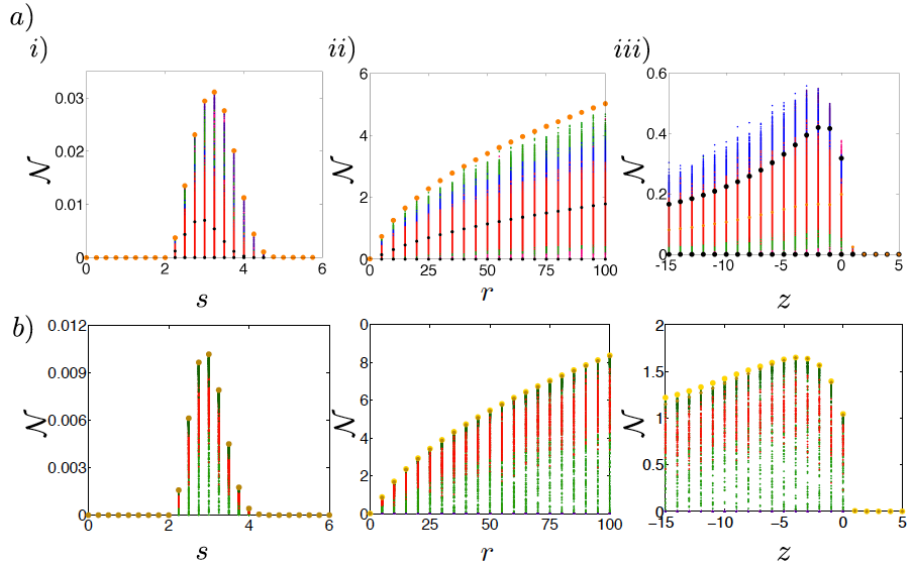 a)
i) ii) iii)
0.03 6 0.6
0.02 4 0.4
0.01 2 0.2
0 0 0
0 2 4 6 0 25 50 75 100 -15 -10 -5 0 5
𝒩 𝒩 𝒩
s r z
b)
0.012 8 2
0.009 6 1.5
0.006 4 1
0.003 2 0.5
0 0 0
0 2 4 6 0 25 50 75 100 -15 -10 -5 0 5
𝒩 𝒩 𝒩
s r z